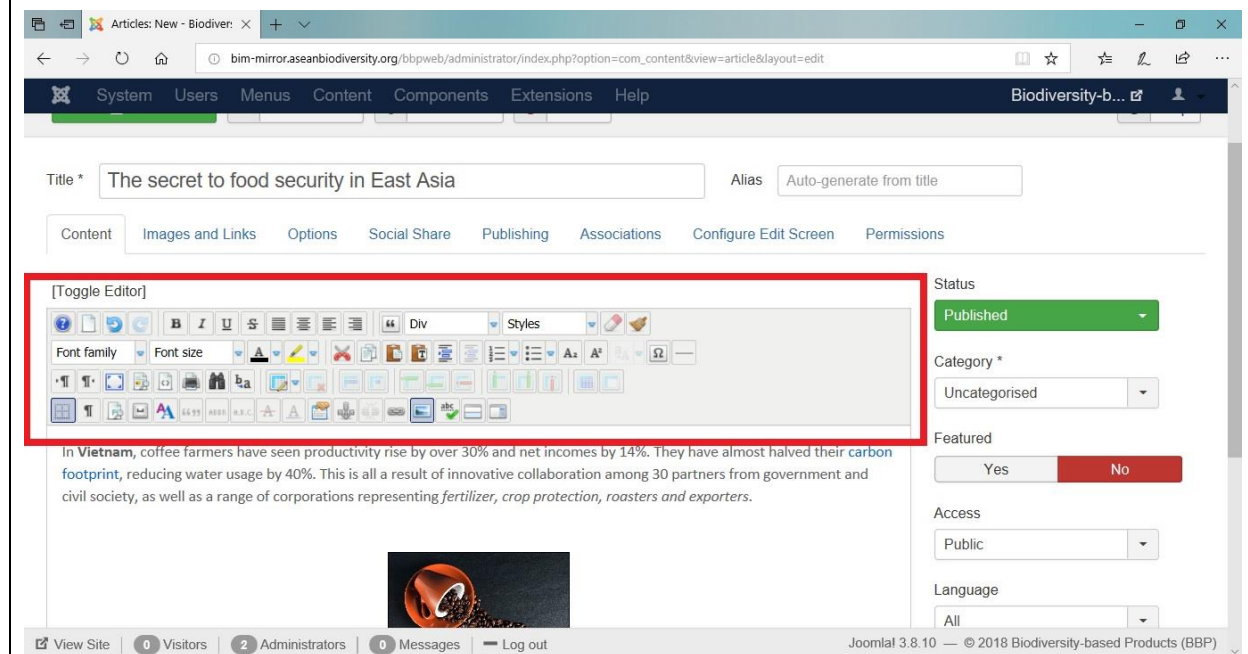 Articles: New - Biodiver:
bim-mirror.aseanbiodiversity.org/bbpweb/administrator/index.php?option=com_content&view=article&layout=edit
System Users Menus Content Components Extensions Help Biodiversity-b...
Title * The secret to food security in East Asia Alias Auto-generate from title
Content Images and Links Options Social Share Publishing Associations Configure Edit Screen Permissions
[Toggle Editor]
Div Styles
Font family Font size
In Vietnam, coffee farmers have seen productivity rise by over 30% and net incomes by 14%. They have almost halved their carbon
footprint, reducing water usage by 40%. This is all a result of innovative collaboration among 30 partners from government and
civil society, as well as a range of corporations representing fertilizer, crop protection, roasters and exporters.
Status
Published
Category *
Uncategorised
Featured
Yes No
Access
Public
Language
All
View Site 0 Visitors 2 Administrators 0 Messages Log out Joomla! 3.8.10 — © 2018 Biodiversity-based Products (BBP)